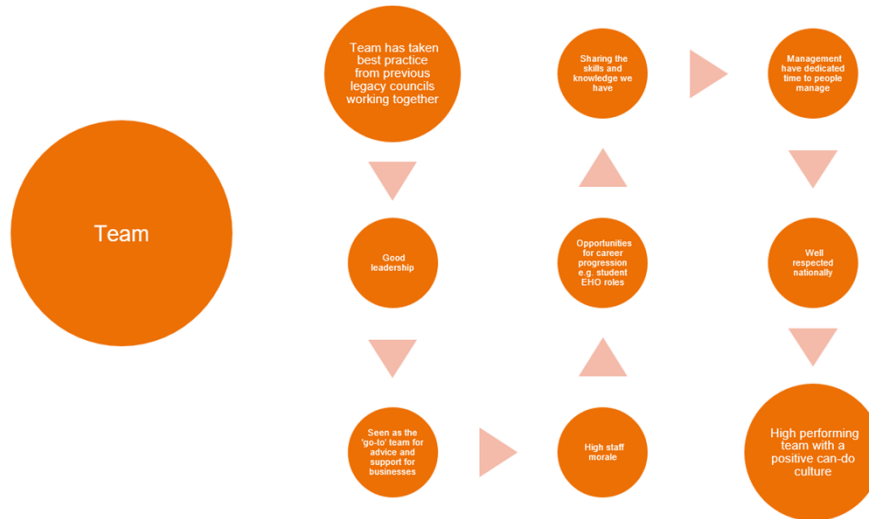 Team
Team has taken
best practice
from previous
legacy councils
working together
Good
leadership
Seen as the
'go-to' team for
advice and
support for
businesses
High staff
morale
Opportunities
for career
progression
e.g. student
EHO roles
Sharing the
skills and
knowledge we
have
Management
have dedicated
time to people
manage
Well
respected
nationally
High performing
team with a
positive can-do
culture